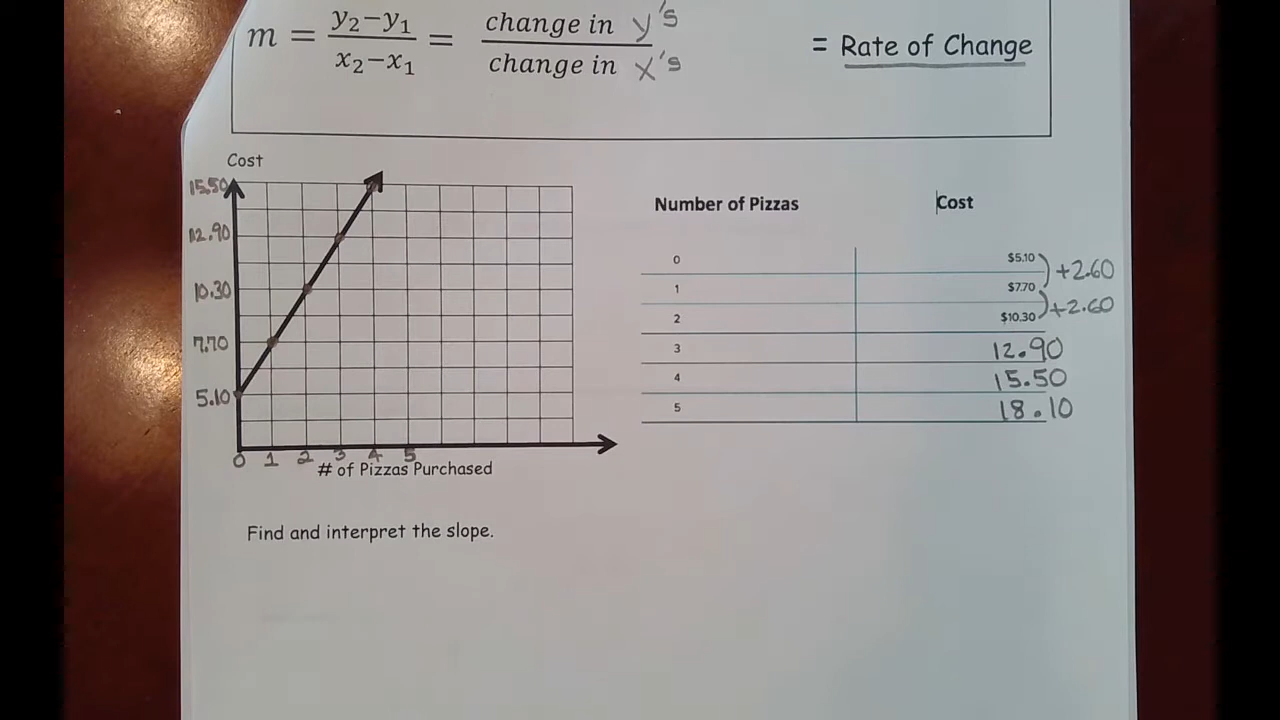 m = y₂−y₁ / x₂−x₁ = change in y's / change in x's = Rate of Change
Cost
15.50
12.90
10.30
7.70
5.10
0 1 2 3 4 5
# of Pizzas Purchased
Number of Pizzas Cost
0 $5.10
+2.60
1 $7.70
+2.60
2 $10.30
3 12.90
4 15.50
5 18.10
Find and interpret the slope.